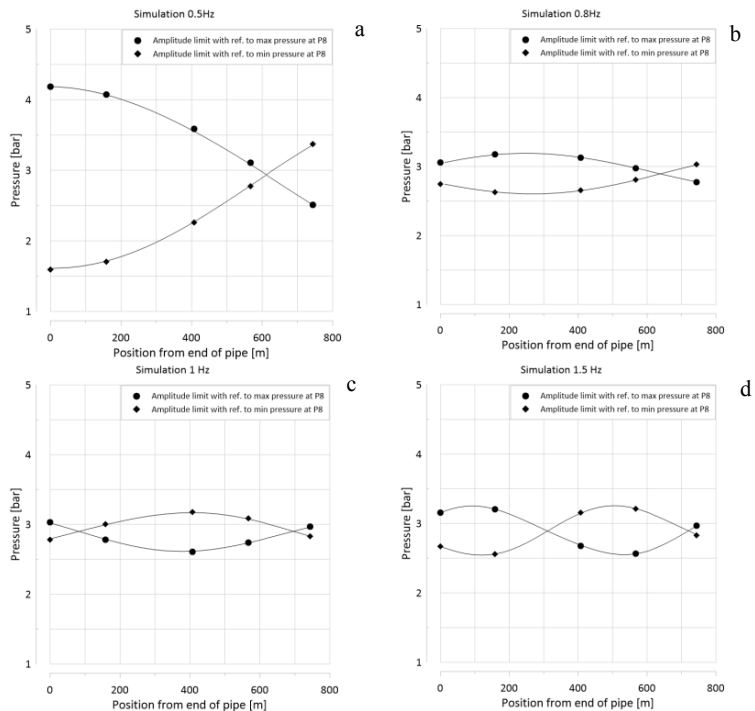 Simulation 0.5Hz
a
Amplitude limit with ref. to max pressure at P8
Amplitude limit with ref. to min pressure at P8
5
4
3
2
1
Pressure [bar]
0 200 400 600 800
Position from end of pipe [m]
Simulation 0.8Hz
b
Amplitude limit with ref. to max pressure at P8
Amplitude limit with ref. to min pressure at P8
5
4
3
2
1
Pressure [bar]
0 200 400 600 800
Position from end of pipe [m]
Simulation 1 Hz
c
Amplitude limit with ref. to max pressure at P8
Amplitude limit with ref. to min pressure at P8
5
4
3
2
1
Pressure [bar]
0 200 400 600 800
Position from end of pipe [m]
Simulation 1.5 Hz
d
Amplitude limit with ref. to max pressure at P8
Amplitude limit with ref. to min pressure at P8
5
4
3
2
1
Pressure [bar]
0 200 400 600 800
Position from end of pipe [m]